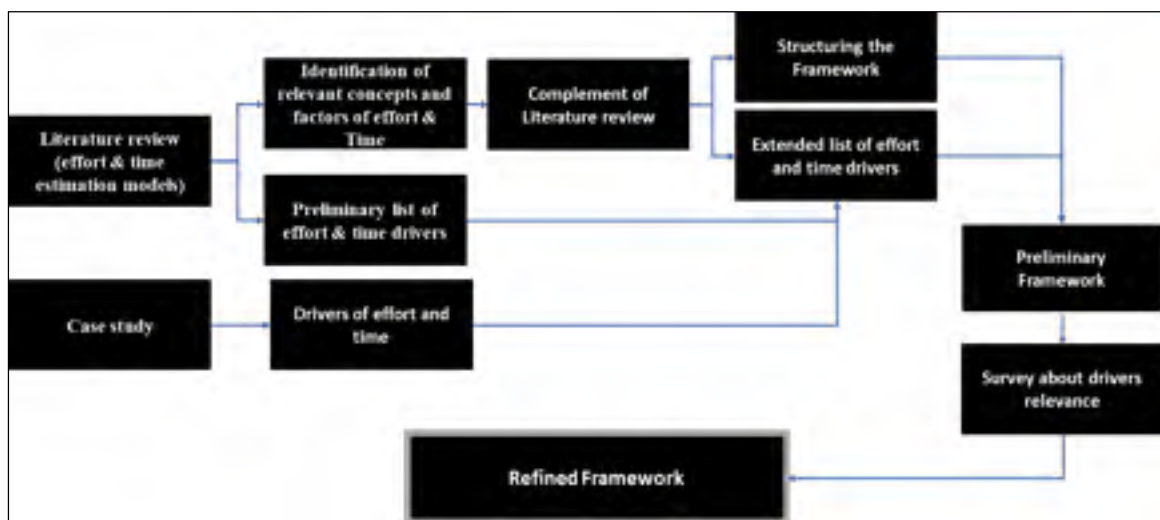 Structuring the
Framework
Identification of
relevant concepts and
factors of effort &
Time
Complement of
Literature review
Literature review
(effort & time
estimation models)
Extended list of effort
and time drivers
Preliminary list of
effort & time drivers
Preliminary
Framework
Case study
Drivers of effort and
time
Survey about drivers
relevance
Refined Framework